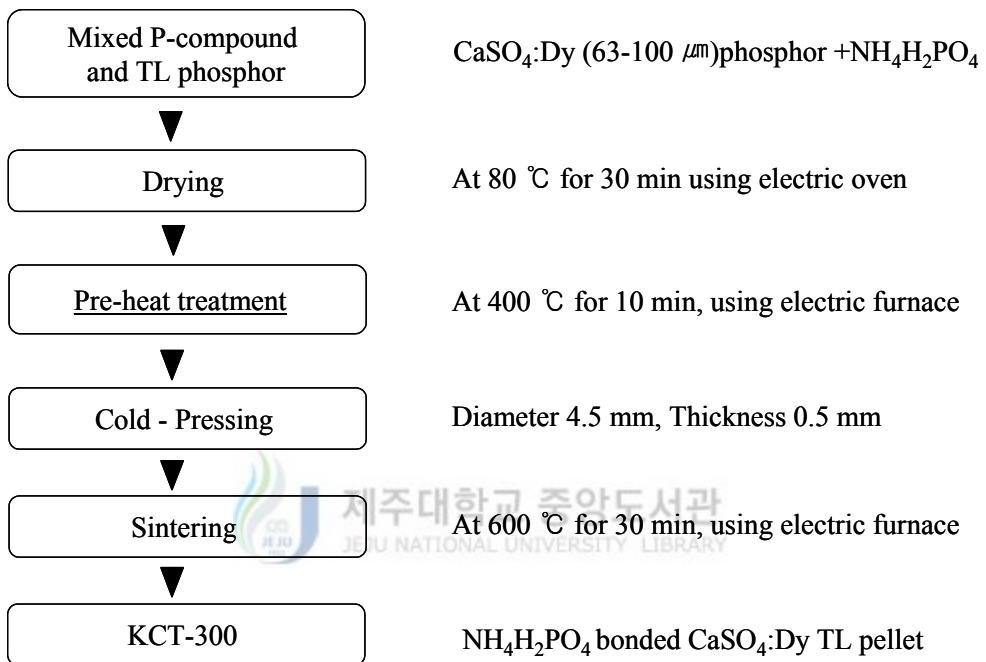 Mixed P-compound
and TL phosphor
CaSO₄:Dy (63-100 ㎛)phosphor +NH₄H₂PO₄
Drying
At 80 ℃ for 30 min using electric oven
Pre-heat treatment
At 400 ℃ for 10 min, using electric furnace
Cold - Pressing
Diameter 4.5 mm, Thickness 0.5 mm
제주대학교 중앙도서관
JEJU NATIONAL UNIVERSITY LIBRARY
Sintering
At 600 ℃ for 30 min, using electric furnace
KCT-300
NH₄H₂PO₄ bonded CaSO₄:Dy TL pellet